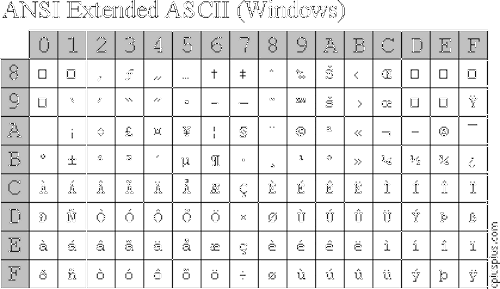 ANSI Extended ASCII (Windows)
0 1 2 3 4 5 6 7 8 9 A B C D E F
8 □ □ ‚ ƒ „ … † ‡ ˆ ‰ Š ‹ Œ □ □ □
9 □ ‘ ’ “ ” • – — ˜ ™ š › œ □ □ Ÿ
A ¡ ¢ £ ¤ ¥ ¦ § ¨ © ª « ¬ - ® ¯
B ° ± ² ³ ´ µ ¶ · ¸ ¹ º » ¼ ½ ¾ ¿
C À Á Â Ã Ä Å Æ Ç È É Ê Ë Ì Í Î Ï
D Ð Ñ Ò Ó Ô Õ Ö × Ø Ù Ú Û Ü Ý Þ ß
E à á â ã ä å æ ç è é ê ë ì í î ï
F ð ñ ò ó ô õ ö ÷ ø ù ú û ü ý þ ÿ
cplusplus.com